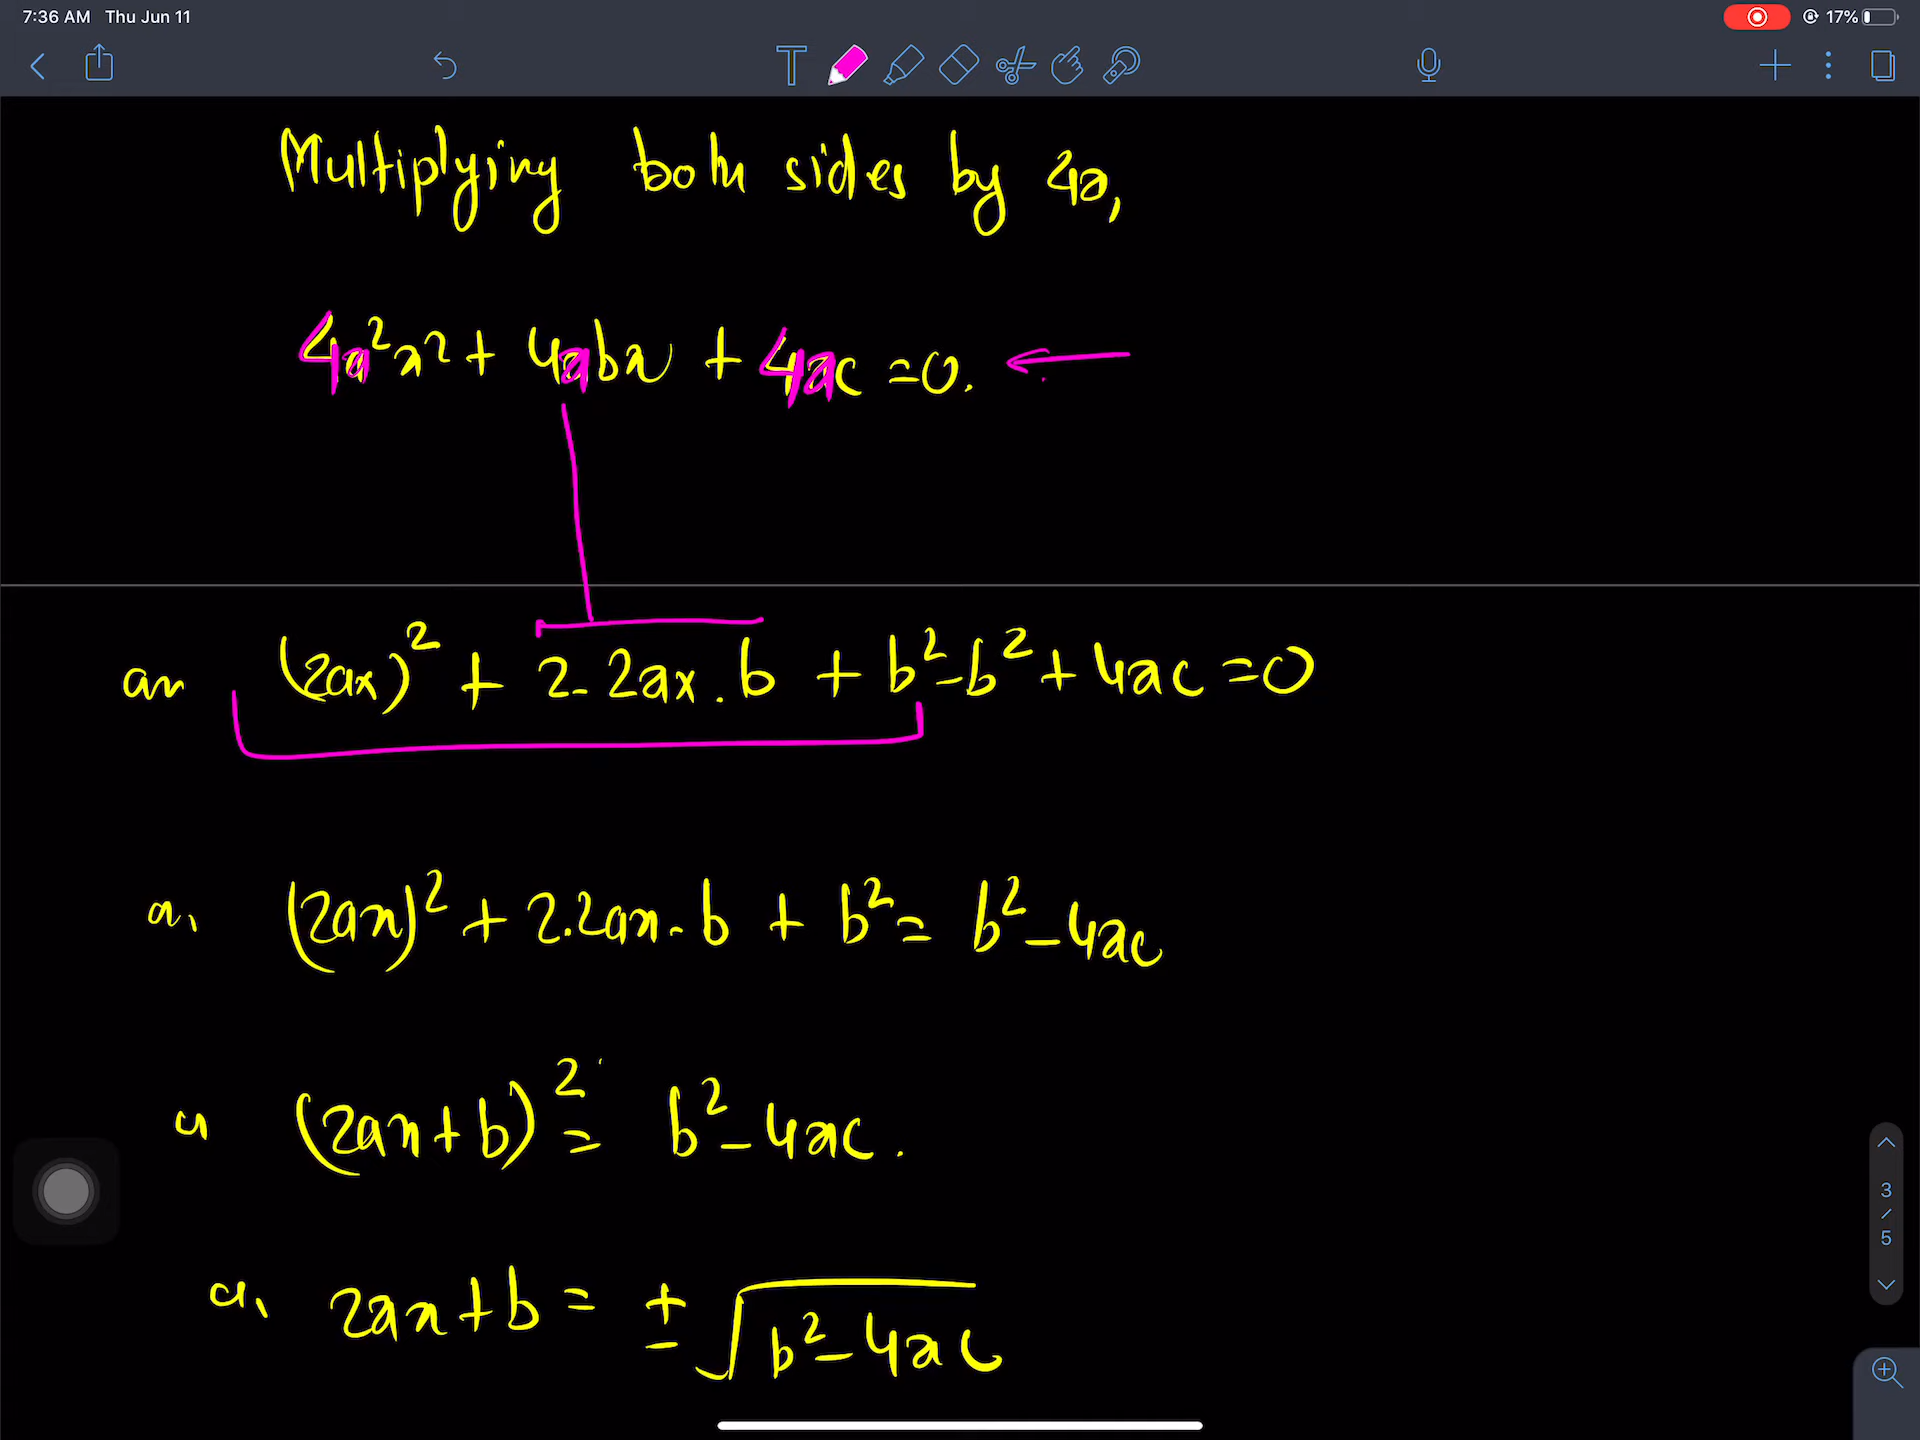 7:36 AM Thu Jun 11
17%
Multiplying both sides by 4a,
4a²x² + 4abx + 4ac = 0.
or (2ax)² + 2 . 2ax . b + b² - b² + 4ac = 0
or, (2ax)² + 2.2ax . b + b² = b² - 4ac
or (2ax + b)² = b² - 4ac .
or, 2ax + b = ± √b² - 4ac
3
/
5